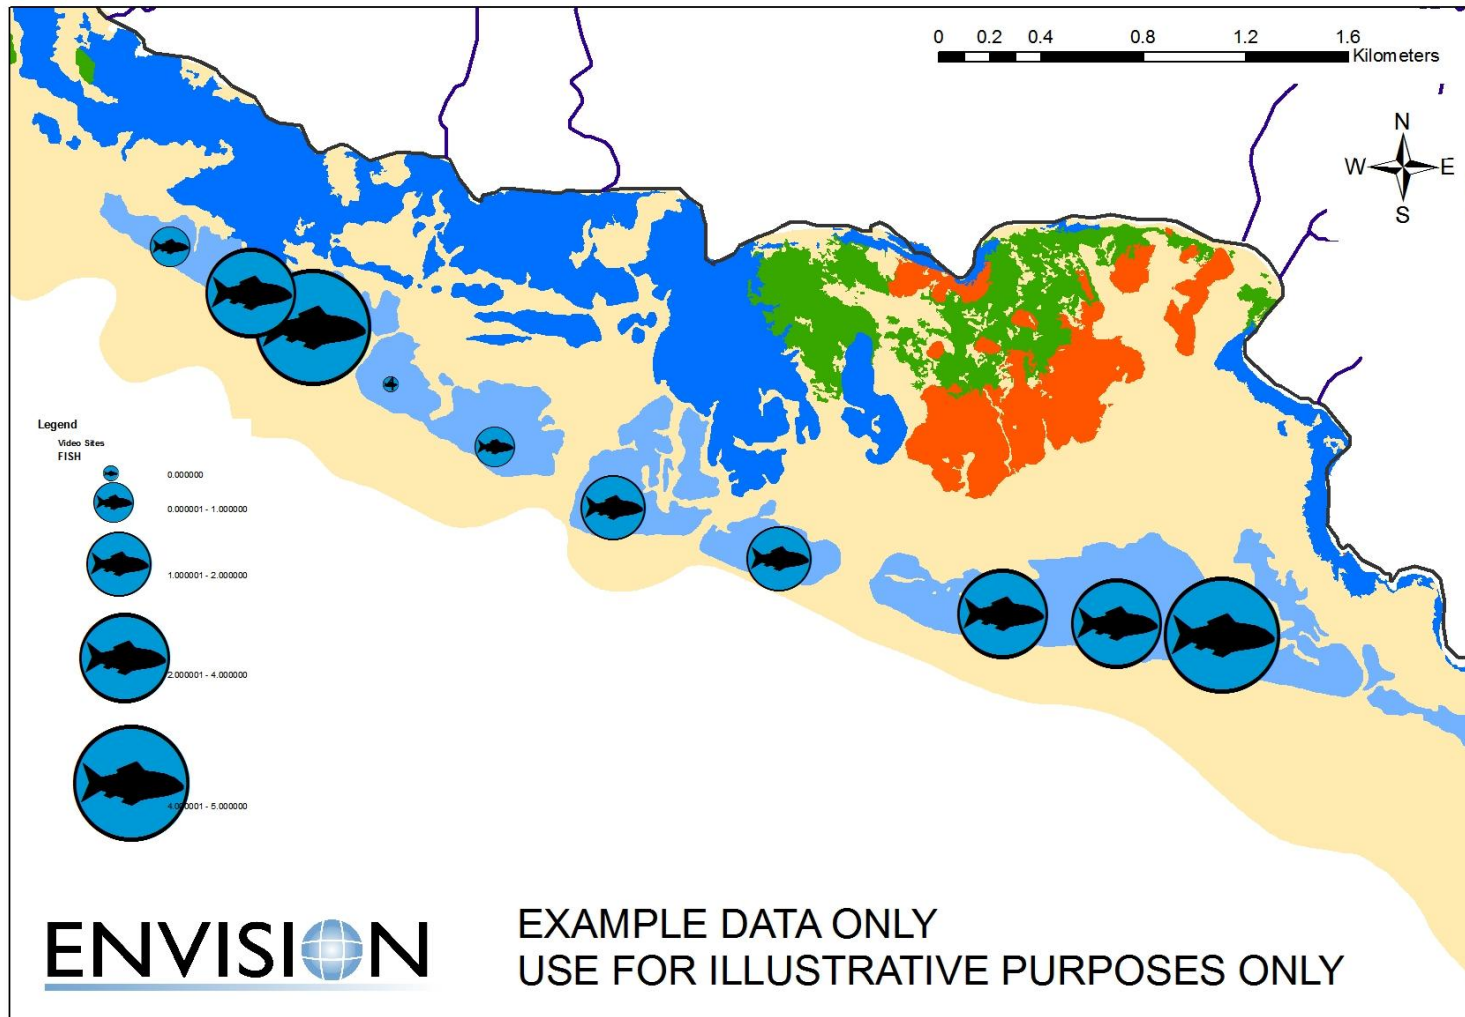 0 0.2 0.4 0.8 1.2 1.6
Kilometers
N
W E
S
Legend
Video Sites
FISH
0.000000
0.000001 - 1.000000
1.000001 - 2.000000
2.000001 - 4.000000
4.000001 - 5.000000
ENVISION
EXAMPLE DATA ONLY
USE FOR ILLUSTRATIVE PURPOSES ONLY